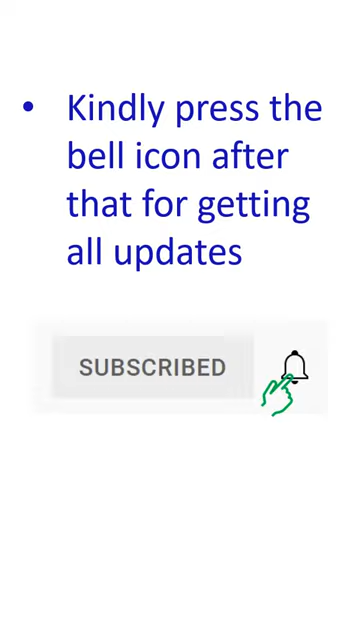 • Kindly press the
bell icon after
that for getting
all updates
SUBSCRIBED